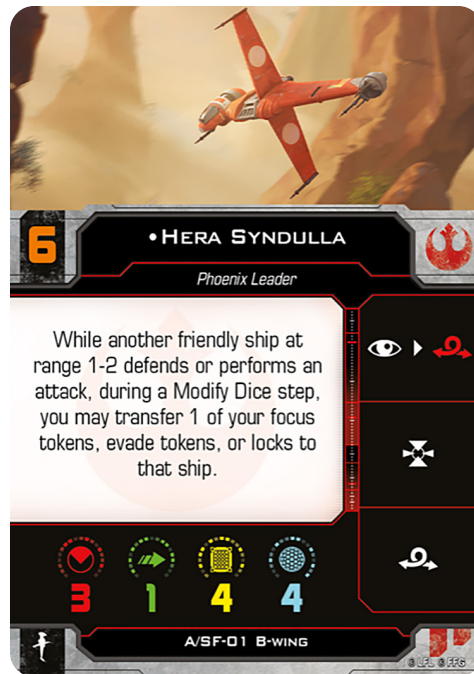 6
•Hera Syndulla
Phoenix Leader
While another friendly ship at
range 1-2 defends or performs an
attack, during a Modify Dice step,
you may transfer 1 of your focus
tokens, evade tokens, or locks to
that ship.
3 1 4 4
A/SF-01 B-wing
© LFL © FFG